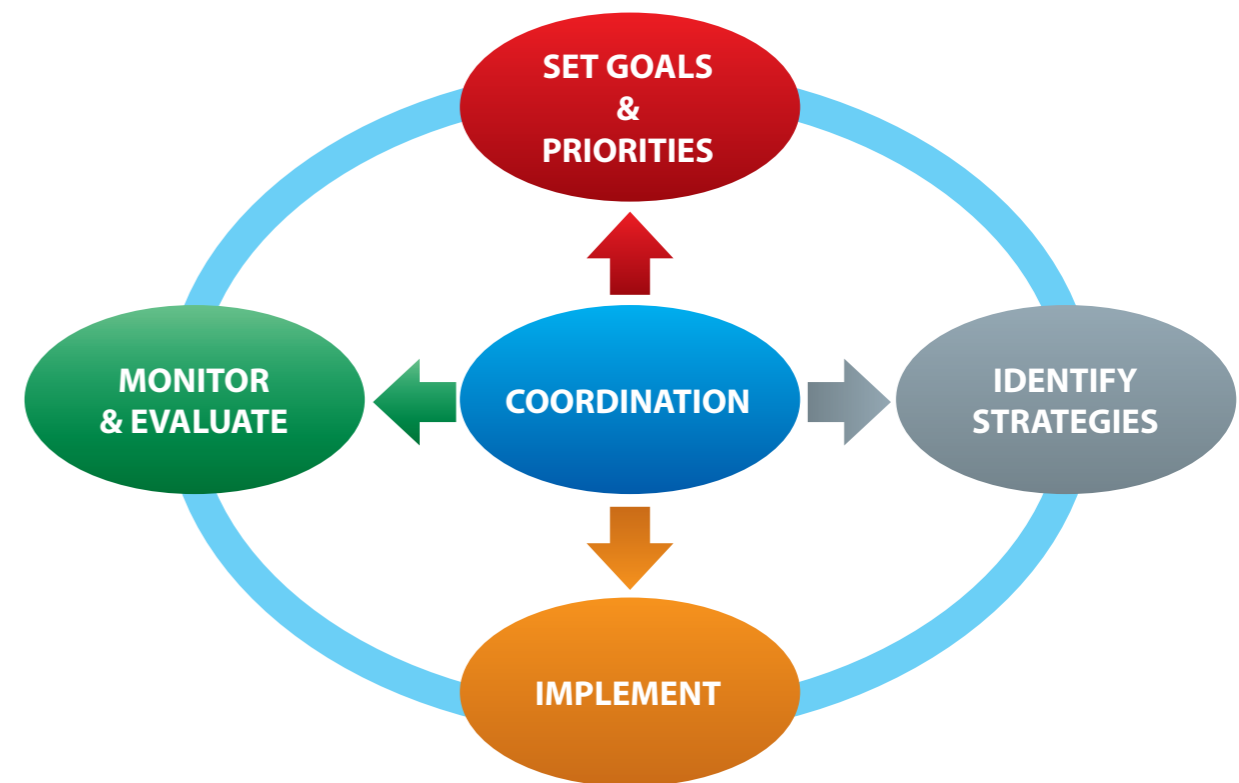 SET GOALS
&
PRIORITIES
MONITOR
& EVALUATE
COORDINATION
IDENTIFY
STRATEGIES
IMPLEMENT